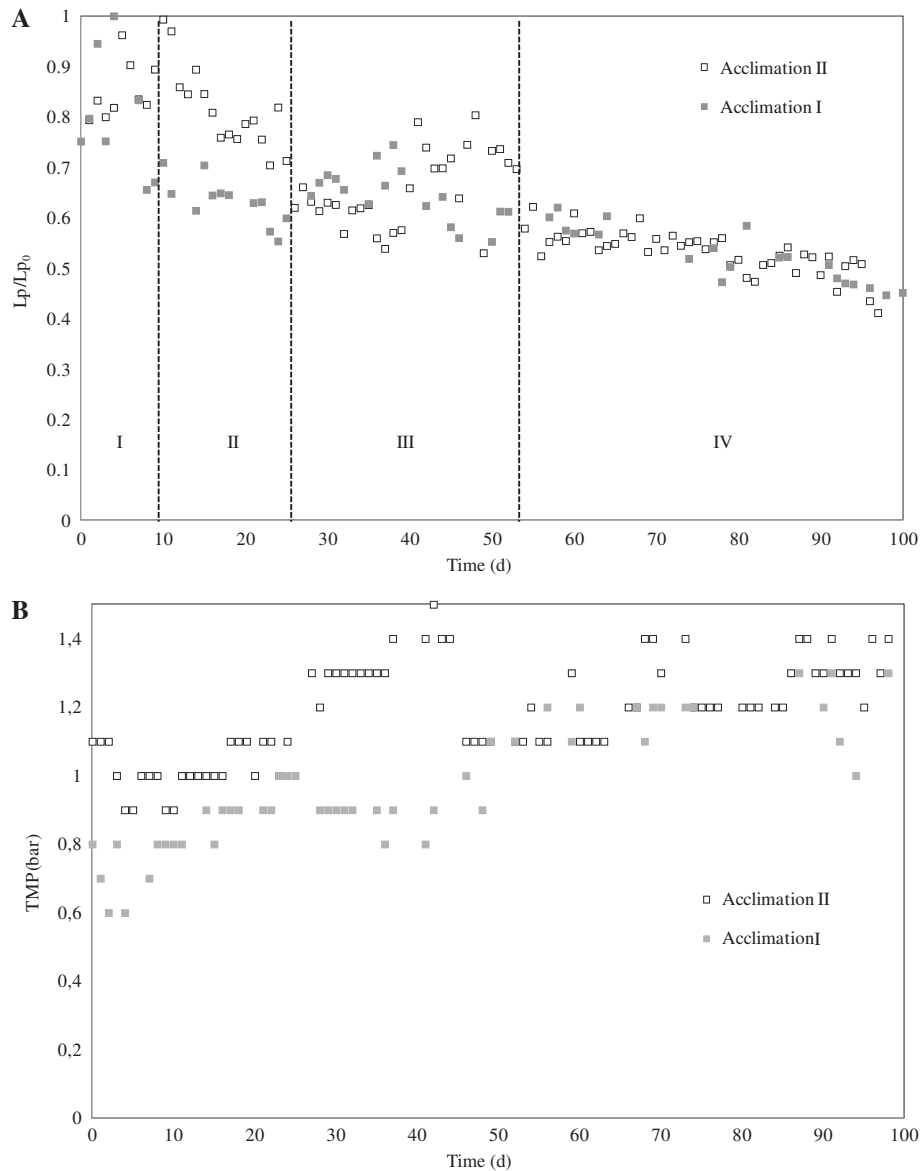 A
1
0.9
0.8
0.7
0.6
0.5
0.4
0.3
0.2
0.1
0
Lp/Lp0
Acclimation II
Acclimation I
I II III IV
0 10 20 30 40 50 60 70 80 90 100
Time (d)
B
1,4
1,2
1
0,8
0,6
0,4
0,2
0
TMP(bar)
Acclimation II
AcclimationI
0 10 20 30 40 50 60 70 80 90 100
Time (d)